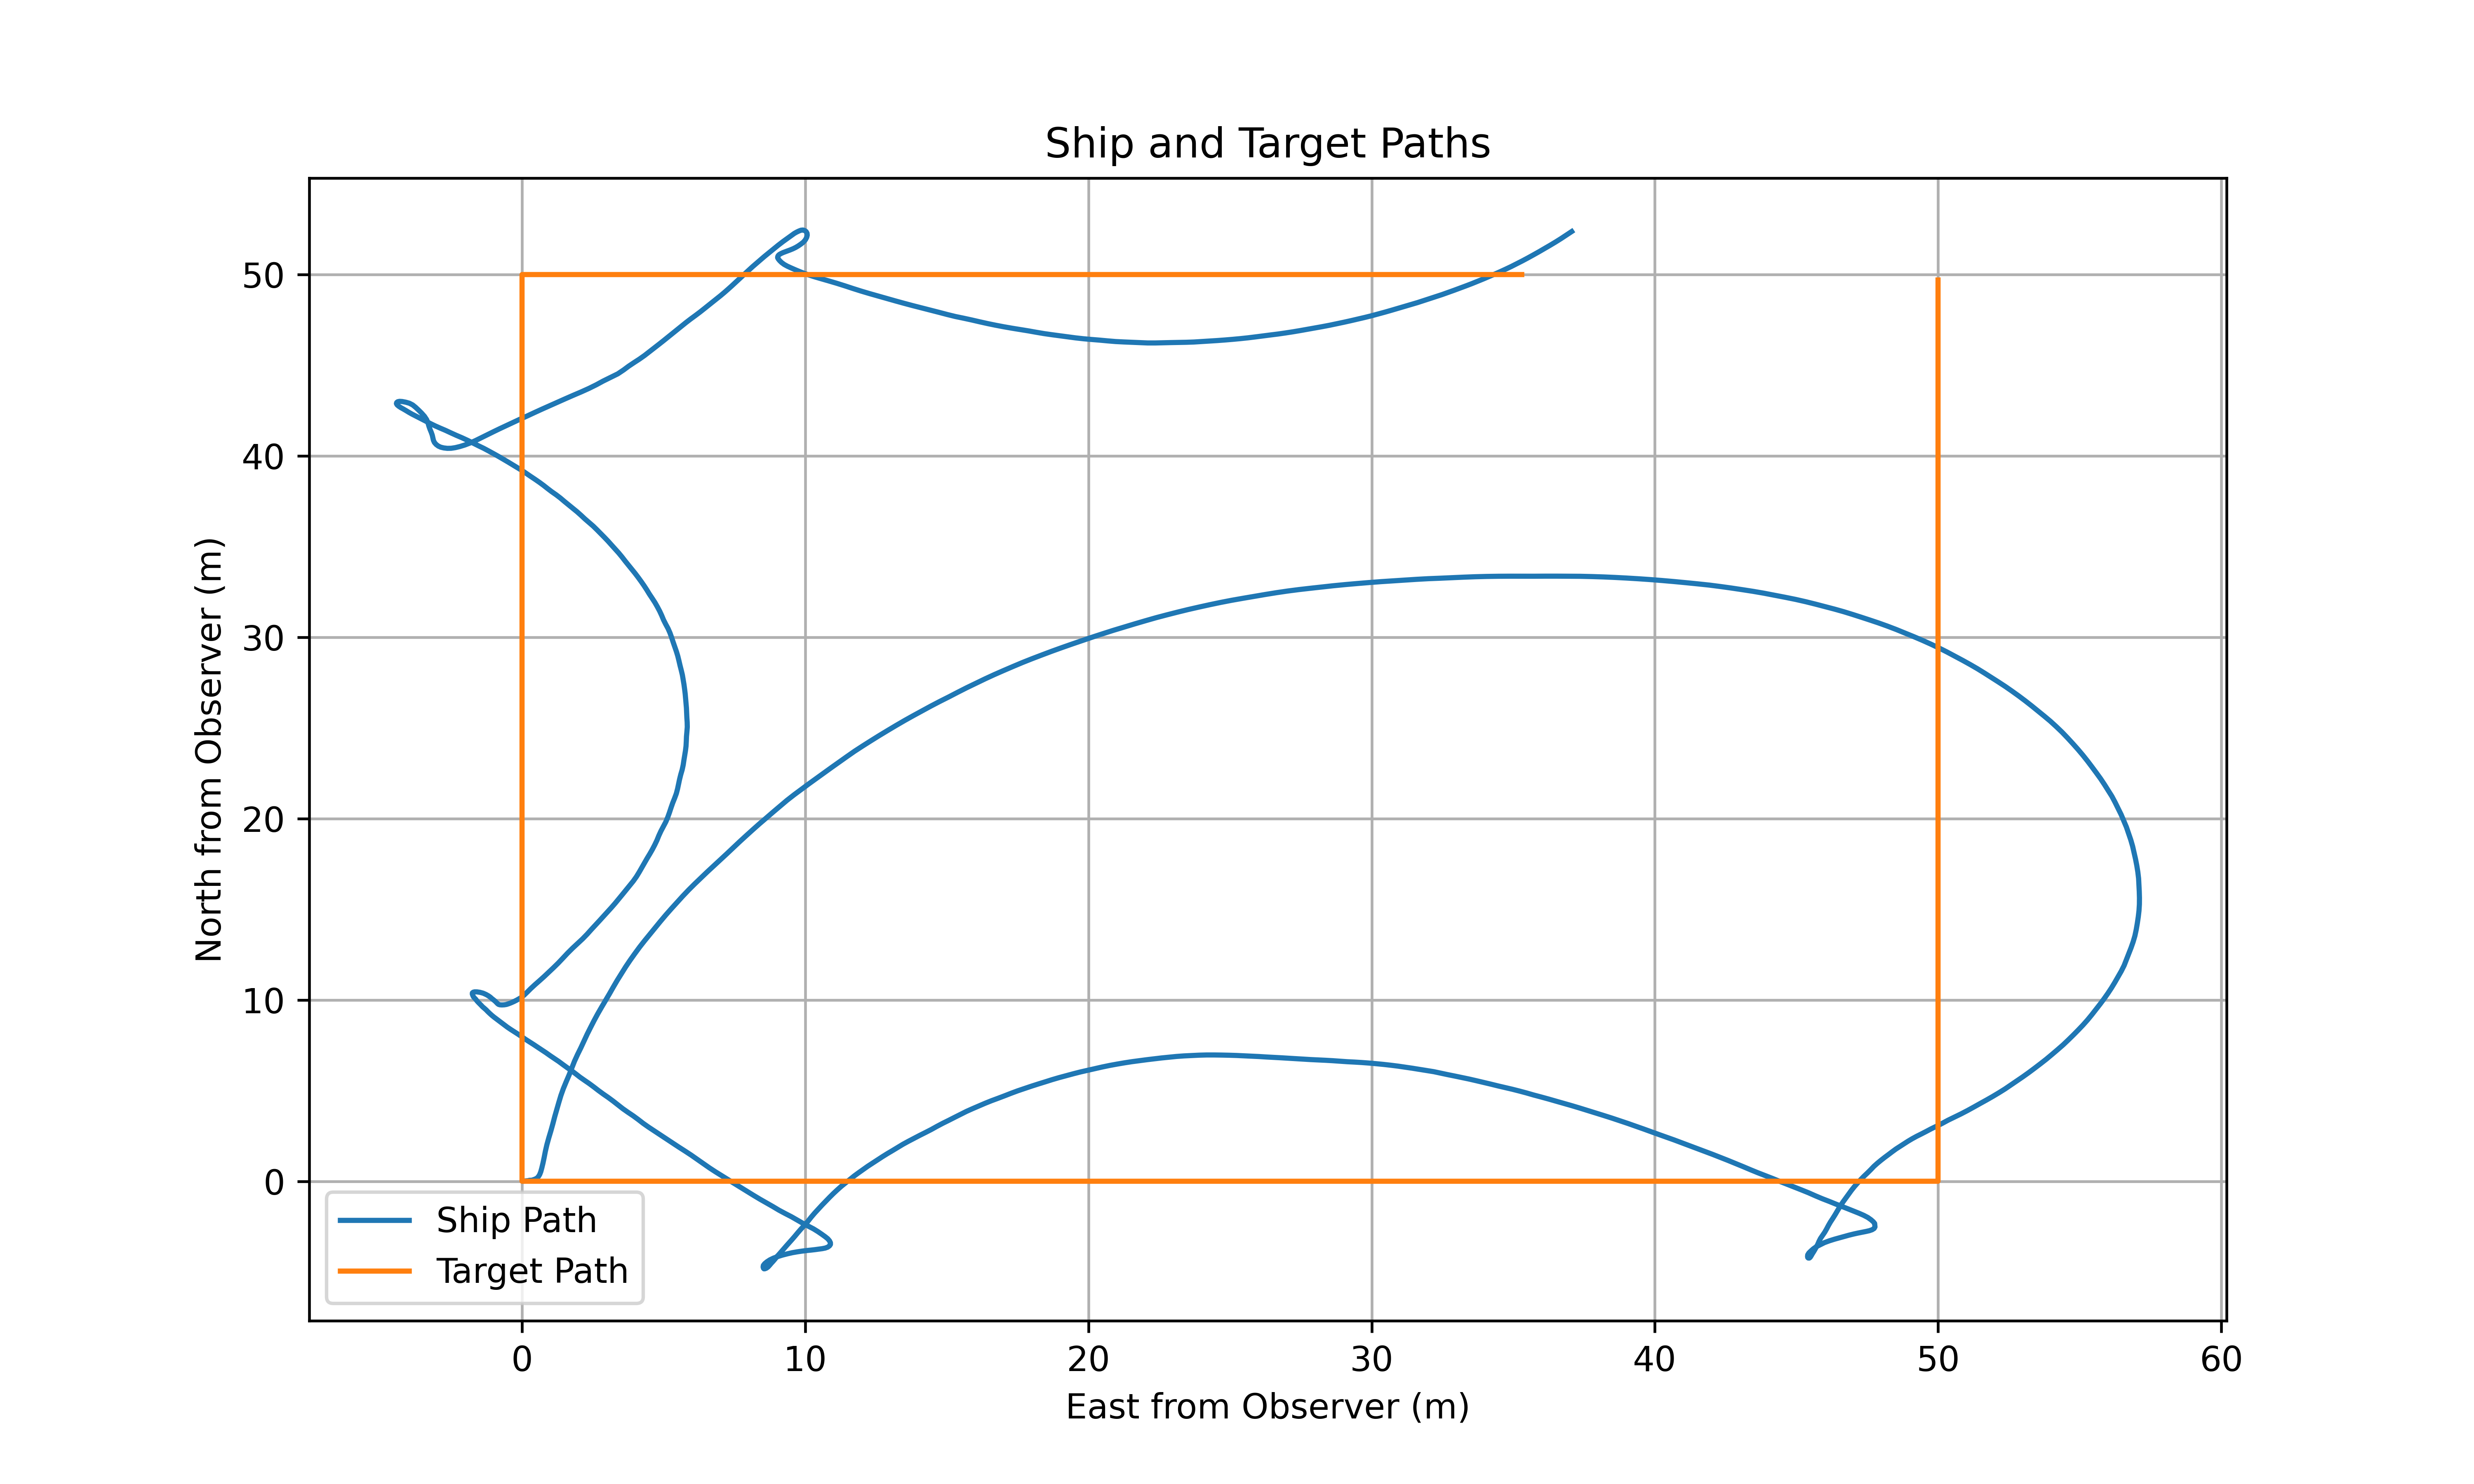 Ship and Target Paths
North from Observer (m)
50
40
30
20
10
0
Ship Path
Target Path
0 10 20 30 40 50 60
East from Observer (m)